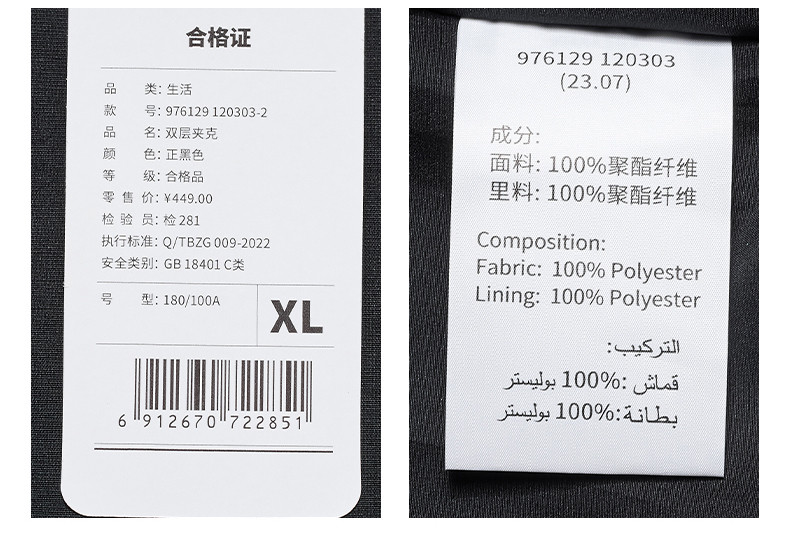 合格证
品 类: 生活
款 号: 976129 120303-2
品 名: 双层夹克
颜 色: 正黑色
等 级: 合格品
零 售 价: ¥449.00
检 验 员: 检 281
执行标准: Q/TBZG 009-2022
安全类别: GB 18401 C类
号 型: 180/100A
XL
6 912670 722851
976129 120303
(23.07)
成分:
面料: 100%聚酯纤维
里料: 100%聚酯纤维
Composition:
Fabric: 100% Polyester
Lining: 100% Polyester
التركيب:
قماش :100% بوليستر
بطانة:100% بوليستر